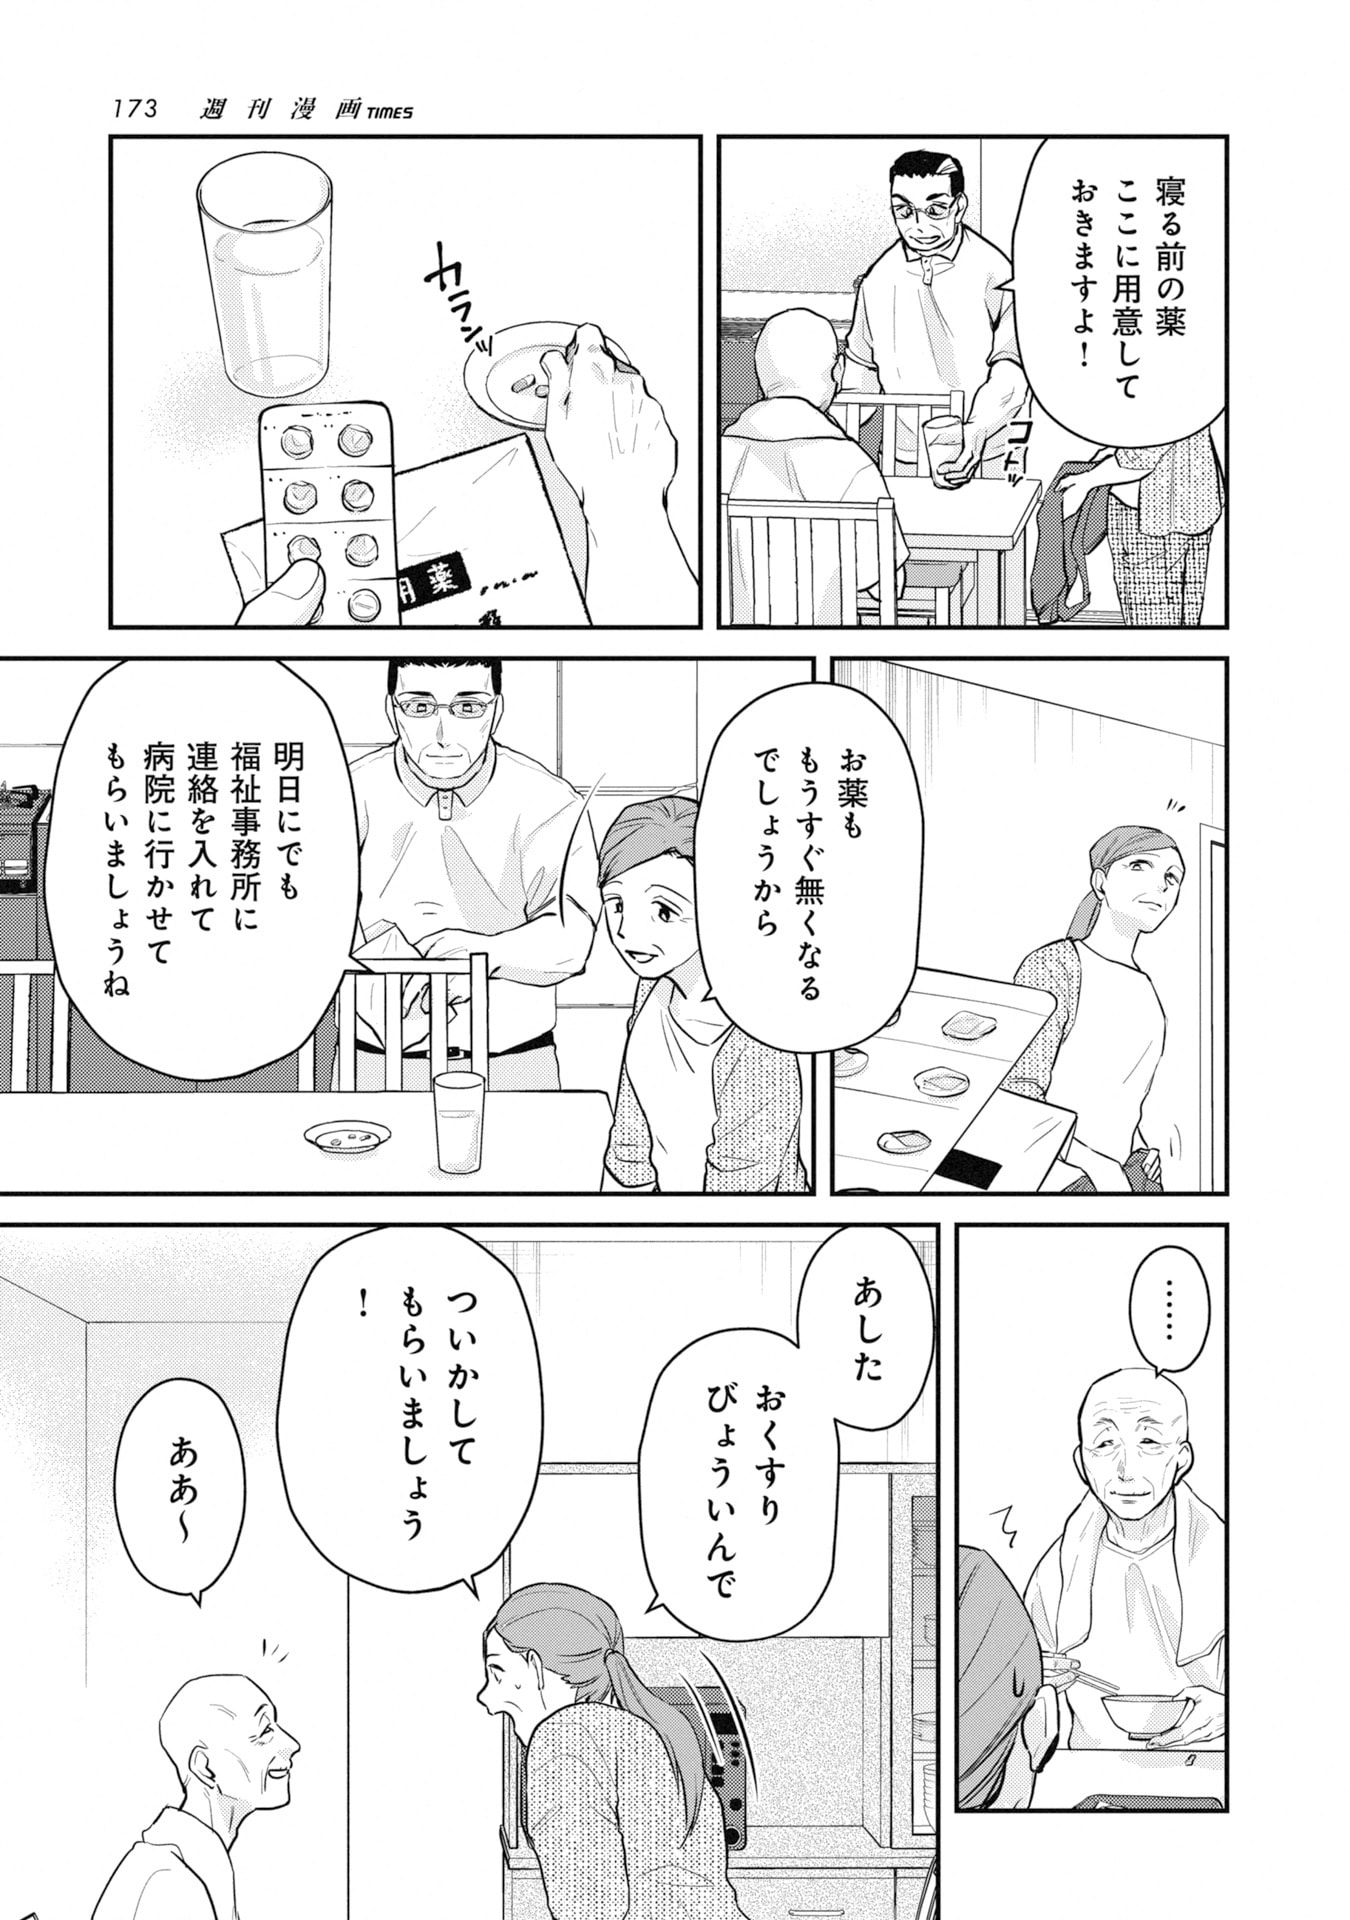 173 週刊漫画TIMES
寝る前の薬
ここに用意して
おきますよ！
コトッ
カランッ
用薬
お薬も
もうすぐ無くなる
でしょうから
明日にでも
福祉事務所に
連絡を入れて
病院に行かせて
もらいましょうね
……
あした
おくすり
びょういんで
ついかして
もらいましょう
！
ああ～